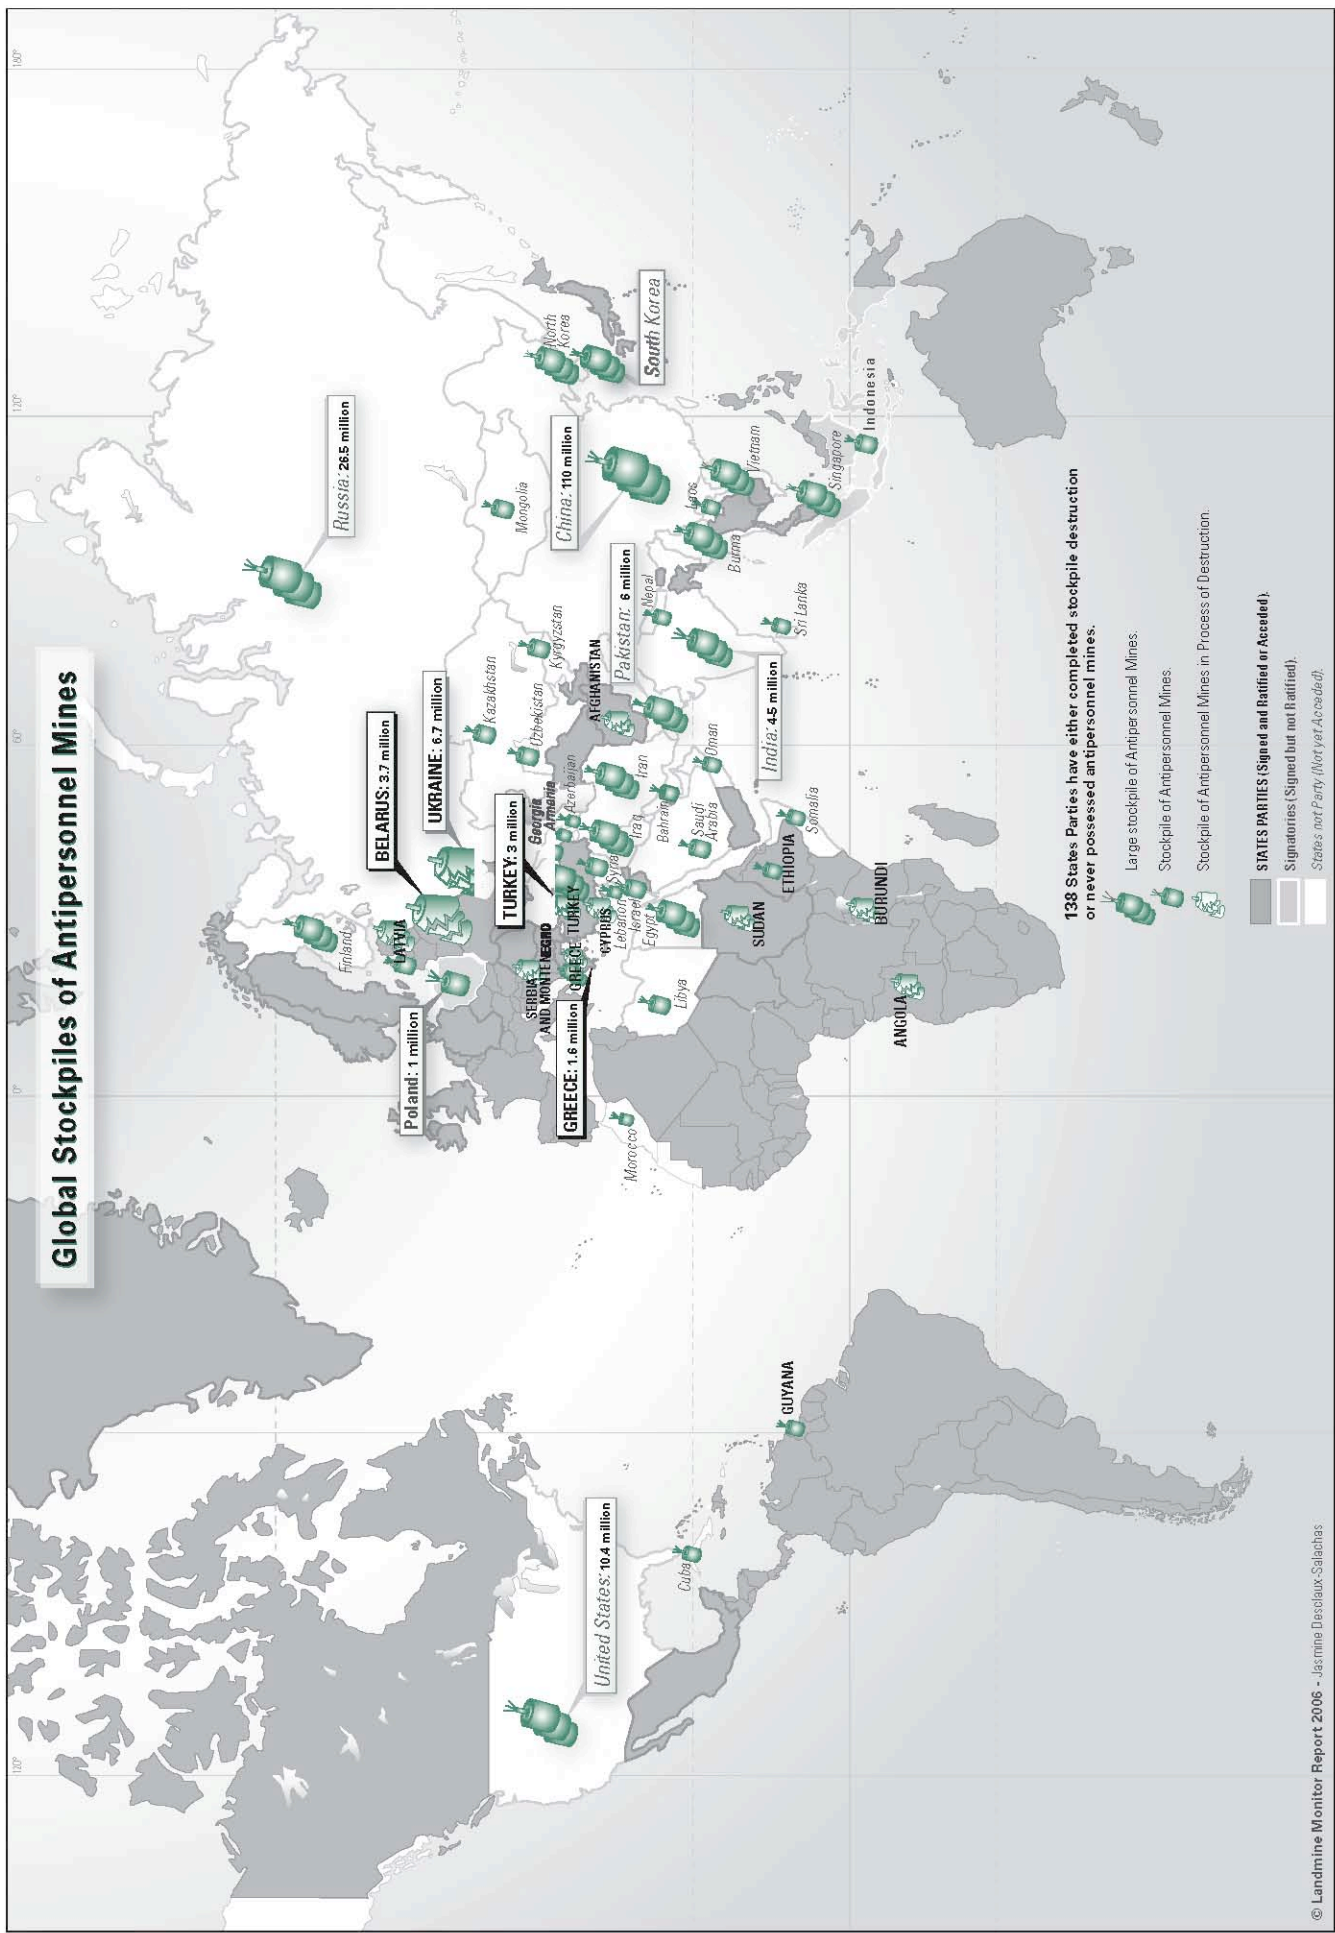 Global Stockpiles of Antipersonnel Mines
180°
120°
60°
0°
120°
Russia: 26.5 million
BELARUS: 3.7 million
UKRAINE: 6.7 million
Finland
LATVIA
Poland: 1 million
Kazakhstan
Mongolia
Uzbekistan
Kyrgyzstan
North
Korea
South Korea
China: 110 million
TURKEY: 3 million
Georgia
Armenia
Azerbaijan
AFGHANISTAN
Pakistan: 6 million
Nepal
SERBIA
AND MONTENEGRO
GREECE
TURKEY
GREECE: 1.6 million
CYPRUS
Syria
Lebanon
Israel
Egypt
Iraq
Iran
Bahrain
Saudi
Arabia
Oman
India: 4-5 million
Sri Lanka
Burma
Laos
Vietnam
Singapore
Indonesia
Morocco
Libya
SUDAN
ETHIOPIA
Somalia
BURUNDI
ANGOLA
United States: 10.4 million
Cuba
GUYANA
138 States Parties have either completed stockpile destruction
or never possessed antipersonnel mines.
Large stockpile of Antipersonnel Mines.
Stockpile of Antipersonnel Mines.
Stockpile of Antipersonnel Mines in Process of Destruction.
STATES PARTIES (Signed and Ratified or Acceded).
Signatories (Signed but not Ratified).
States not Party (Not yet Acceded).
© Landmine Monitor Report 2006 - Jasmine Desclaux-Salachas